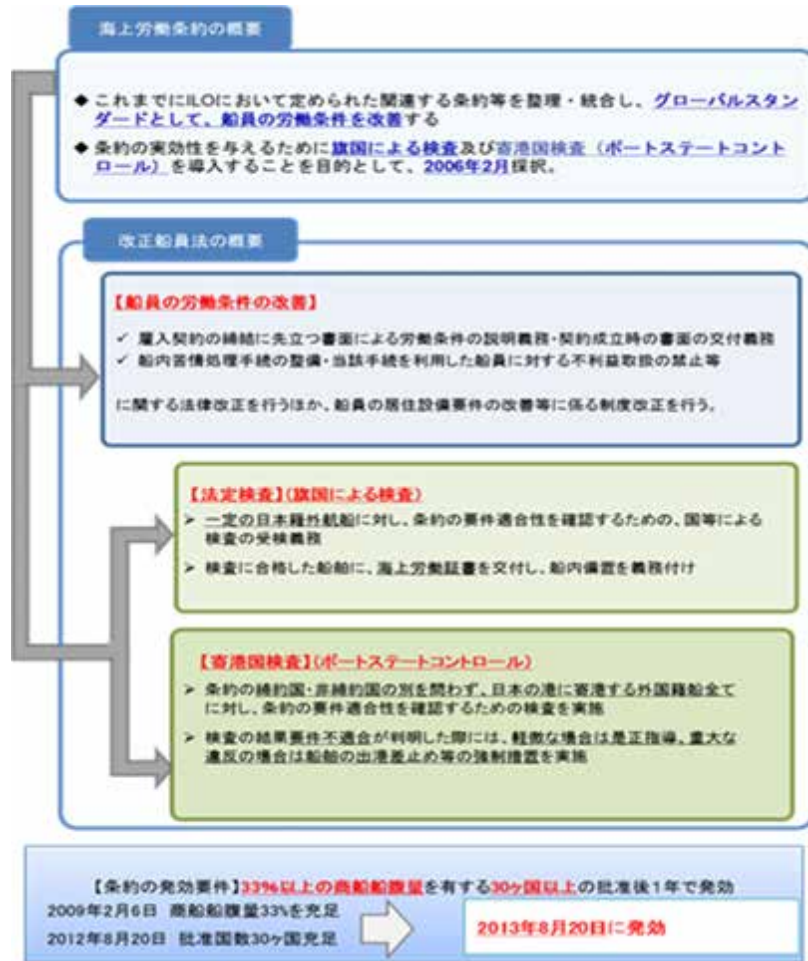 海上労働条約の概要
◆ これまでにILOにおいて定められた関連する条約等を整理・統合し、グローバルスタン
ダードとして、船員の労働条件を改善する
◆ 条約の実効性を与えるために旗国による検査及び寄港国検査（ポートステートコント
ロール）を導入することを目的として、2006年2月採択。
改正船員法の概要
【船員の労働条件の改善】
✓ 雇入契約の締結に先立つ書面による労働条件の説明義務・契約成立時の書面の交付義務
✓ 船内苦情処理手続の整備・当該手続を利用した船員に対する不利益取扱の禁止等
に関する法律改正を行うほか、船員の居住設備要件の改善等に係る制度改正を行う。
【法定検査】(旗国による検査)
➢ 一定の日本籍外航船に対し、条約の要件適合性を確認するための、国等による
検査の受検義務
➢ 検査に合格した船舶に、海上労働証書を交付し、船内備置を義務付け
【寄港国検査】(ポートステートコントロール)
➢ 条約の締約国・非締約国の別を問わず、日本の港に寄港する外国籍船全て
に対し、条約の要件適合性を確認するための検査を実施
➢ 検査の結果要件不適合が判明した際には、軽微な場合は是正指導、重大な
違反の場合は船舶の出港差止め等の強制措置を実施
【条約の発効要件】33%以上の商船船腹量を有する30ヶ国以上の批准後1年で発効
2009年2月6日 商船船腹量33%を充足
2012年8月20日 批准国数30ヶ国充足
2013年8月20日に発効